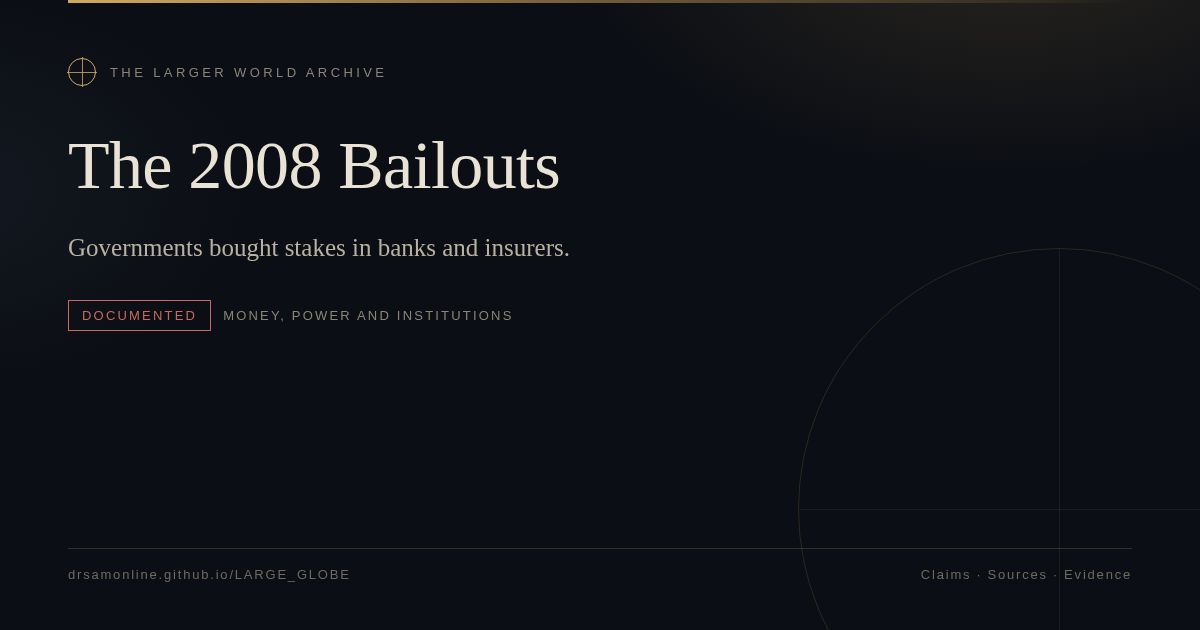 THE LARGER WORLD ARCHIVE
The 2008 Bailouts
Governments bought stakes in banks and insurers.
DOCUMENTED MONEY, POWER AND INSTITUTIONS
drsamonline.github.io/LARGE_GLOBE Claims · Sources · Evidence